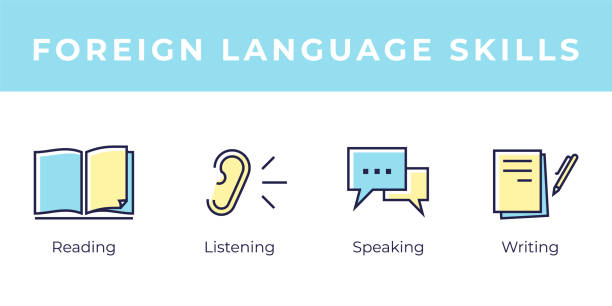 FOREIGN LANGUAGE SKILLS
Reading
Listening
Speaking
Writing